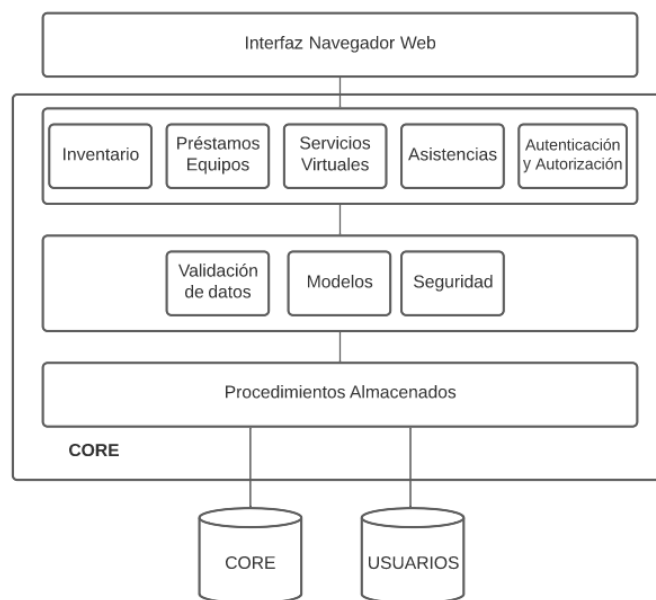 Interfaz Navegador Web
Inventario
Préstamos
Equipos
Servicios
Virtuales
Asistencias
Autenticación
y Autorización
Validación
de datos
Modelos
Seguridad
Procedimientos Almacenados
CORE
CORE
USUARIOS